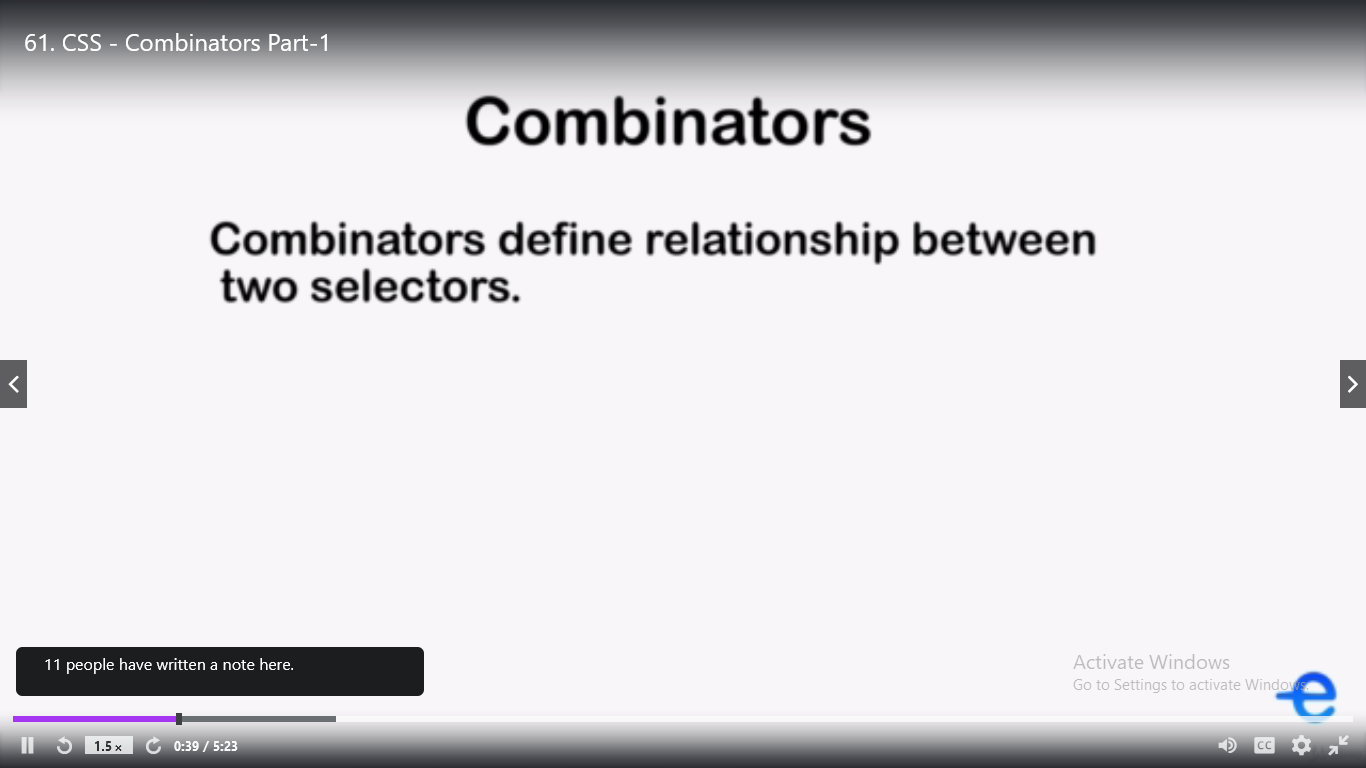 61. CSS - Combinators Part-1
Combinators
Combinators define relationship between
two selectors.
11 people have written a note here.
Activate Windows
Go to Settings to activate Windows.
1.5 x
0:39 / 5:23
CC